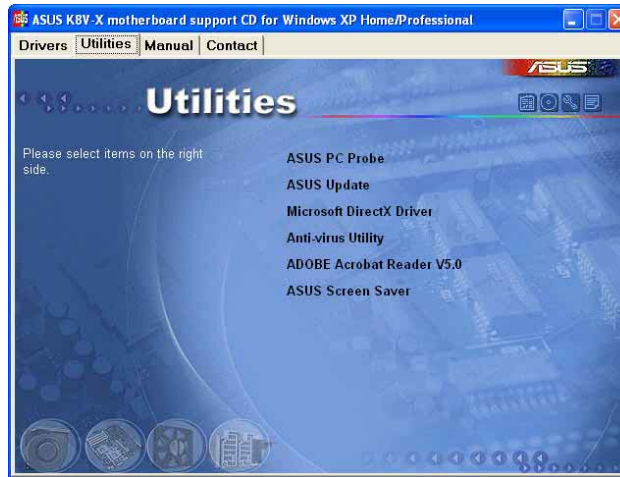 ASUS K8V-X motherboard support CD for Windows XP Home/Professional
Drivers Utilities Manual Contact
ASUS
Utilities
Please select items on the right
side.
ASUS PC Probe
ASUS Update
Microsoft DirectX Driver
Anti-virus Utility
ADOBE Acrobat Reader V5.0
ASUS Screen Saver